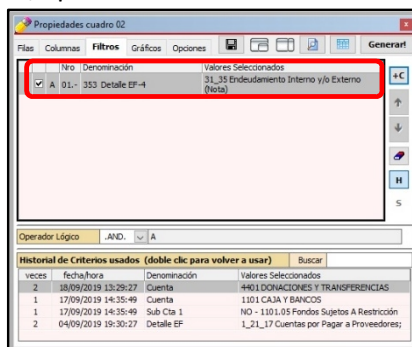 Propiedades cuadro 02
Filas Columnas Filtros Gráficos Opciones Generar!
Nro Denominación Valores Seleccionados
A 01.- 353 Detalle EF-4 31_35 Endeudamiento Interno y/o Externo
(Nota)
+C
H
S
Operador Lógico .AND. A
Historial de Criterios usados (doble clic para volver a usar) Buscar
veces fecha/hora Denominación Valores Seleccionados
2 18/09/2019 13:29:27 Cuenta 4401 DONACIONES Y TRANSFERENCIAS
1 17/09/2019 14:35:49 Cuenta 1101 CAJA Y BANCOS
1 17/09/2019 14:35:49 Sub Cta 1 NO - 1101.05 Fondos Sujetos A Restricción
2 04/09/2019 19:30:27 Detalle EF 1_21_17 Cuentas por Pagar a Proveedores;